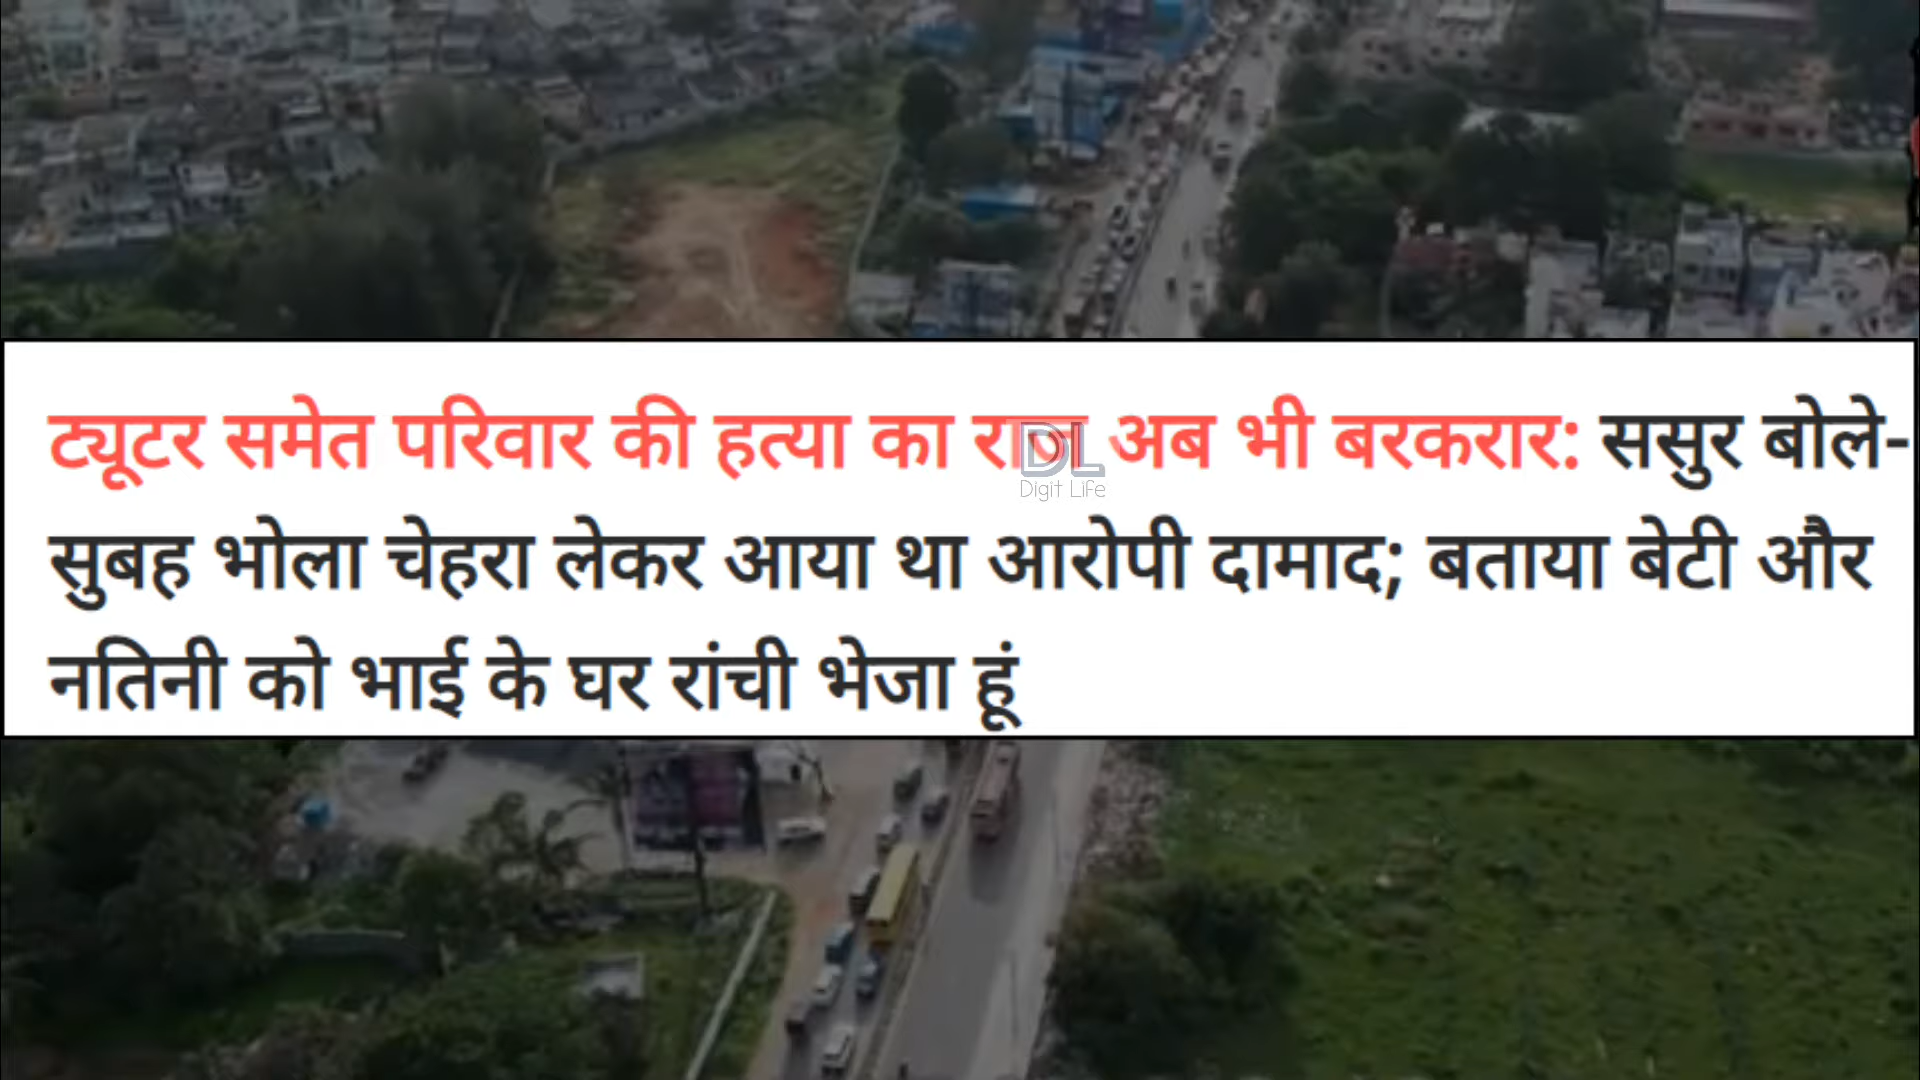 ट्यूटर समेत परिवार की हत्या का राज अब भी बरकरार: ससुर बोले-
DL
Digit Life
सुबह भोला चेहरा लेकर आया था आरोपी दामाद; बताया बेटी और
नतिनी को भाई के घर रांची भेजा हूं